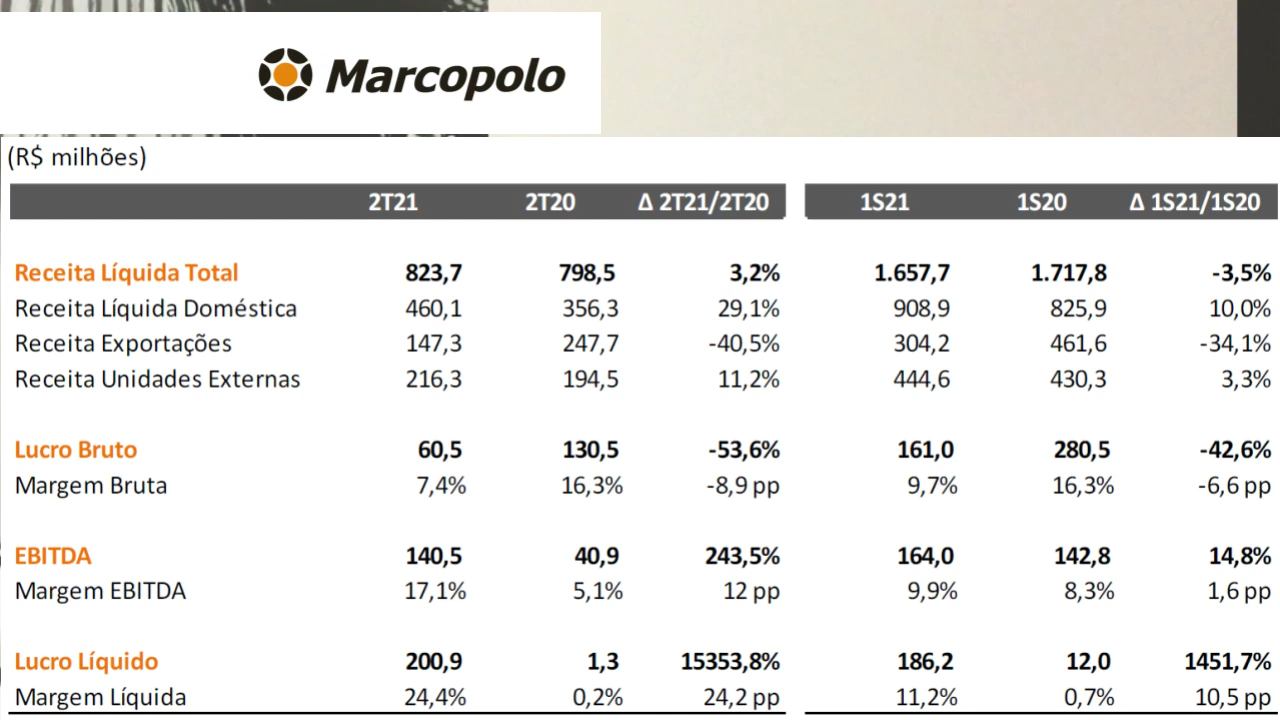 Marcopolo
(R$ milhões)
2T21 2T20 Δ 2T21/2T20 1S21 1S20 Δ 1S21/1S20
Receita Líquida Total 823,7 798,5 3,2% 1.657,7 1.717,8 -3,5%
Receita Líquida Doméstica 460,1 356,3 29,1% 908,9 825,9 10,0%
Receita Exportações 147,3 247,7 -40,5% 304,2 461,6 -34,1%
Receita Unidades Externas 216,3 194,5 11,2% 444,6 430,3 3,3%
Lucro Bruto 60,5 130,5 -53,6% 161,0 280,5 -42,6%
Margem Bruta 7,4% 16,3% -8,9 pp 9,7% 16,3% -6,6 pp
EBITDA 140,5 40,9 243,5% 164,0 142,8 14,8%
Margem EBITDA 17,1% 5,1% 12 pp 9,9% 8,3% 1,6 pp
Lucro Líquido 200,9 1,3 15353,8% 186,2 12,0 1451,7%
Margem Líquida 24,4% 0,2% 24,2 pp 11,2% 0,7% 10,5 pp